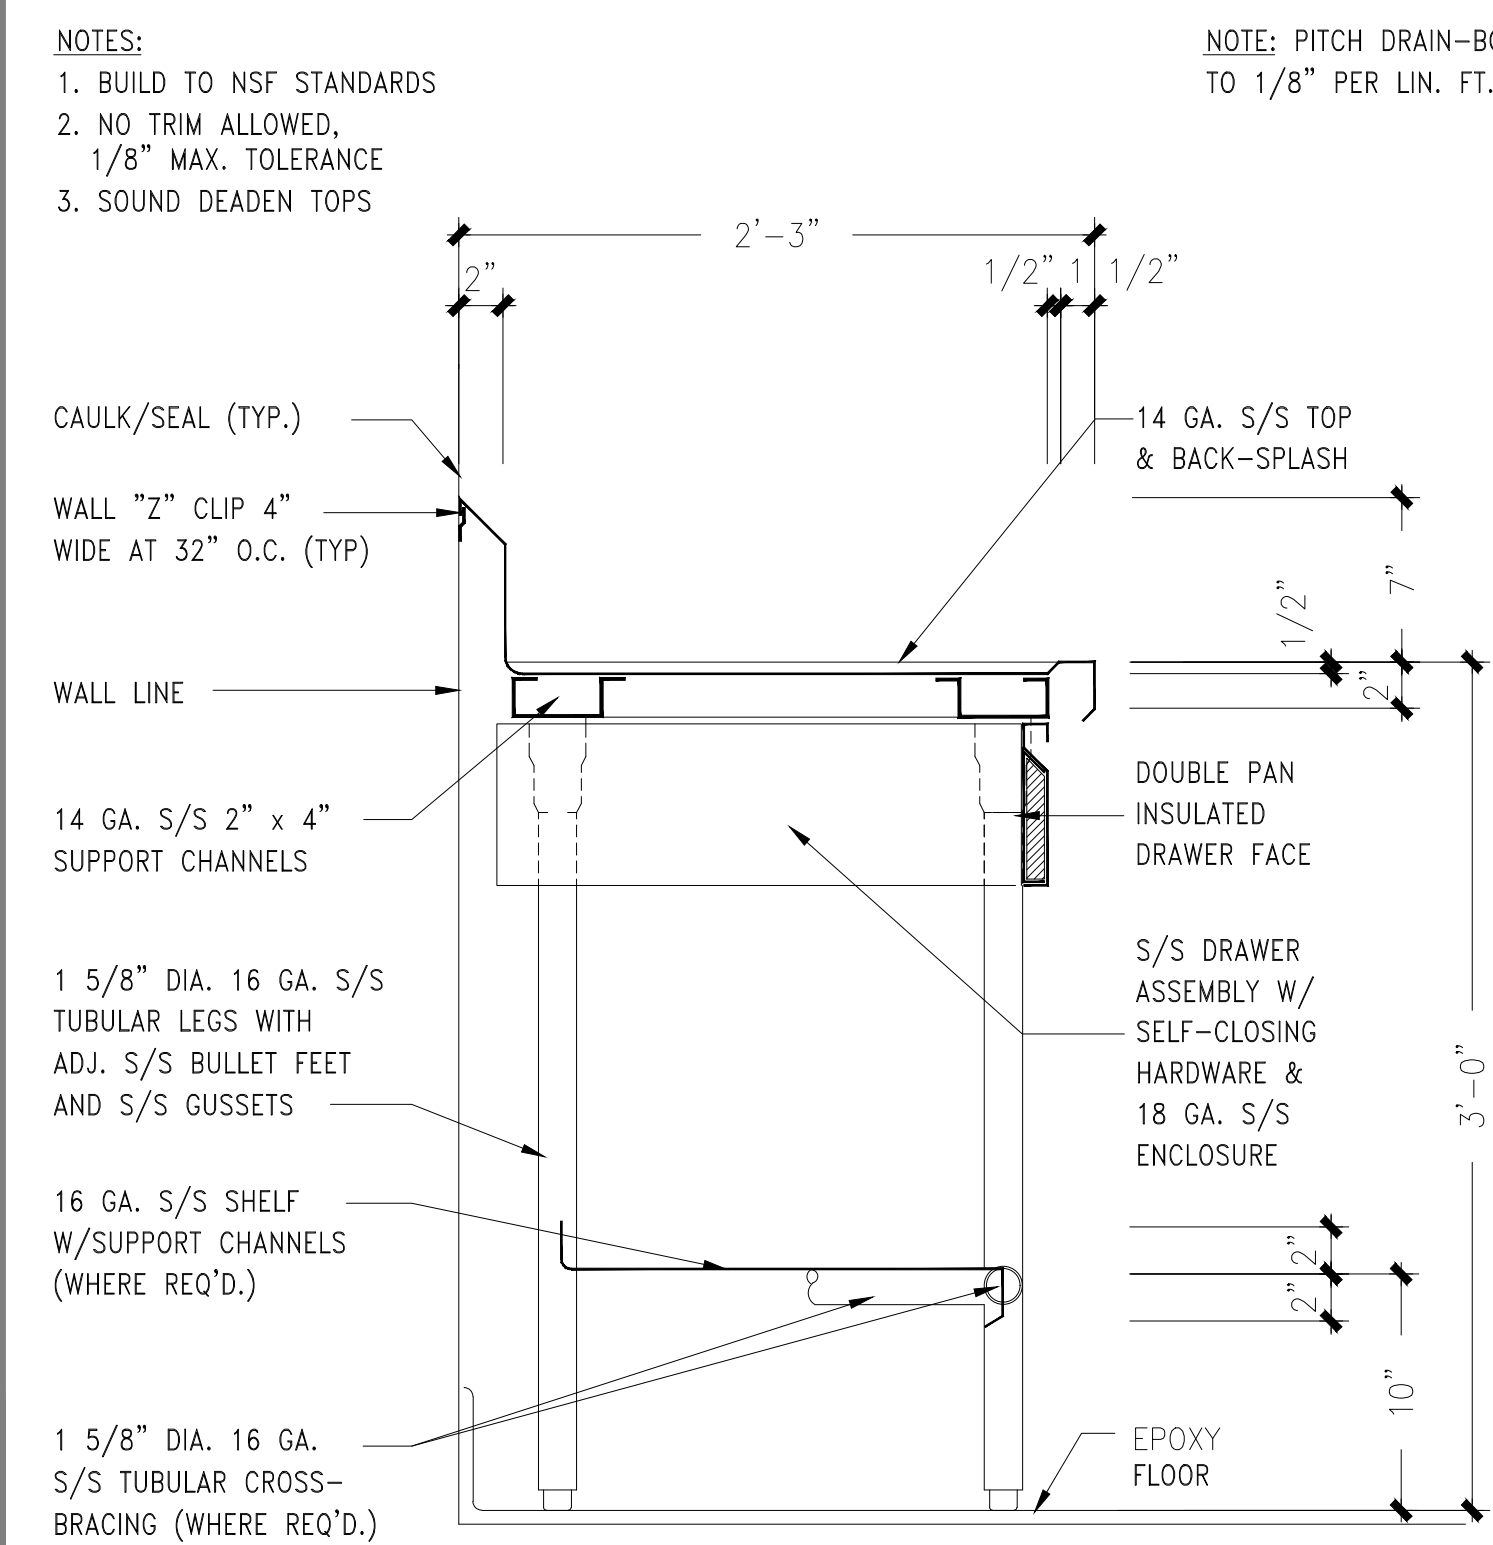 NOTES:
1. BUILD TO NSF STANDARDS
2. NO TRIM ALLOWED,
1/8" MAX. TOLERANCE
3. SOUND DEADEN TOPS
NOTE: PITCH DRAIN-BO
TO 1/8" PER LIN. FT.
2'-3"
2"
1/2"
1 1/2"
CAULK/SEAL (TYP.)
WALL "Z" CLIP 4"
WIDE AT 32" O.C. (TYP)
WALL LINE
14 GA. S/S 2" x 4"
SUPPORT CHANNELS
1 5/8" DIA. 16 GA. S/S
TUBULAR LEGS WITH
ADJ. S/S BULLET FEET
AND S/S GUSSETS
16 GA. S/S SHELF
W/SUPPORT CHANNELS
(WHERE REQ'D.)
1 5/8" DIA. 16 GA.
S/S TUBULAR CROSS-
BRACING (WHERE REQ'D.)
14 GA. S/S TOP
& BACK-SPLASH
7"
1/2"
2"
DOUBLE PAN
INSULATED
DRAWER FACE
S/S DRAWER
ASSEMBLY W/
SELF-CLOSING
HARDWARE &
18 GA. S/S
ENCLOSURE
3'-0"
2"
2"
10"
EPOXY
FLOOR